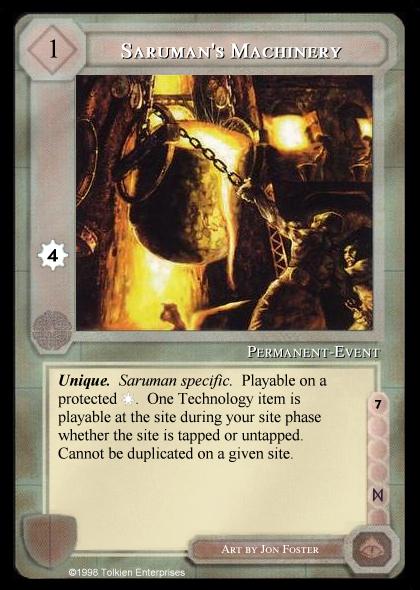 1
SARUMAN'S MACHINERY
4
PERMANENT-EVENT
Unique. Saruman specific. Playable on a
protected . One Technology item is
playable at the site during your site phase
whether the site is tapped or untapped.
Cannot be duplicated on a given site.
7
ᛞ
ART BY JON FOSTER
©1998 Tolkien Enterprises